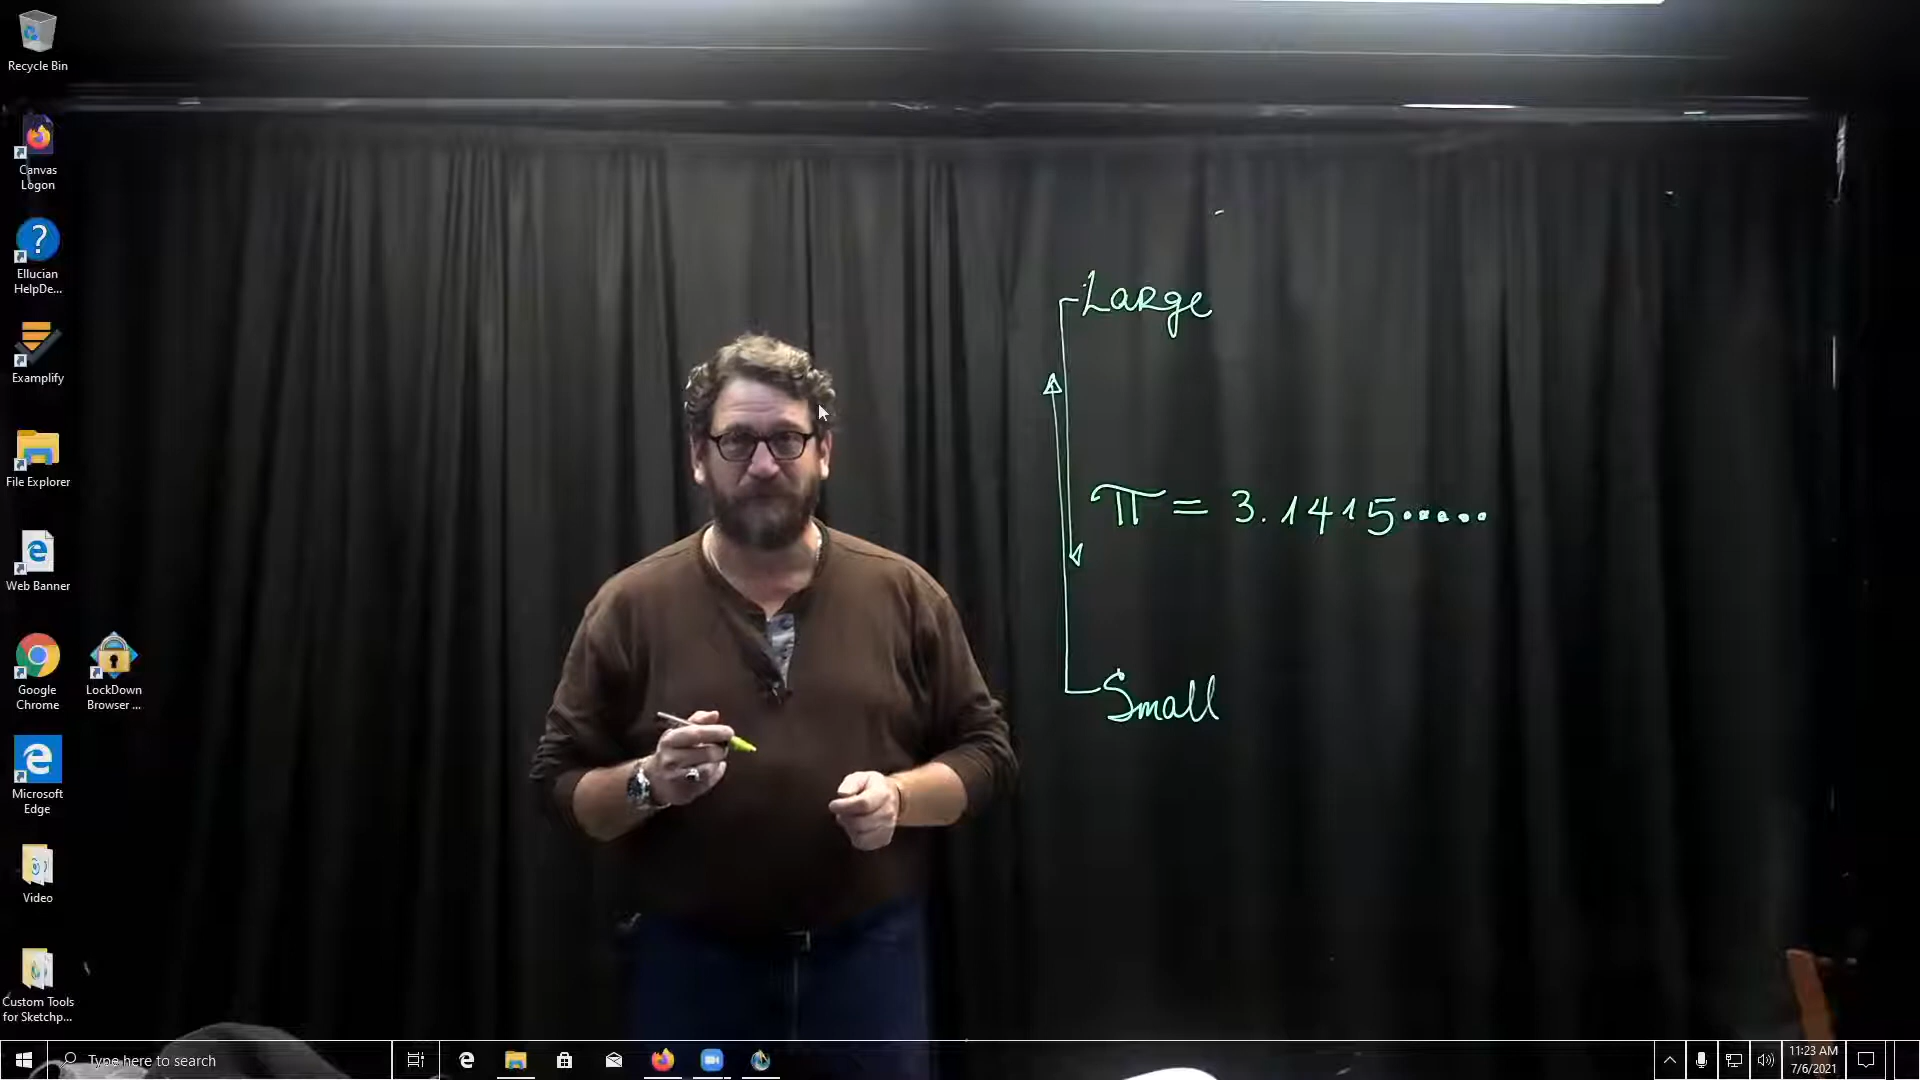 Recycle Bin
Canvas
Logon
Ellucian
HelpDe...
Examplify
File Explorer
Web Banner
Google
Chrome
LockDown
Browser ...
Microsoft
Edge
Video
Custom Tools
for Sketchp...
Large
π = 3.1415......
Small
Type here to search
11:23 AM
7/6/2021